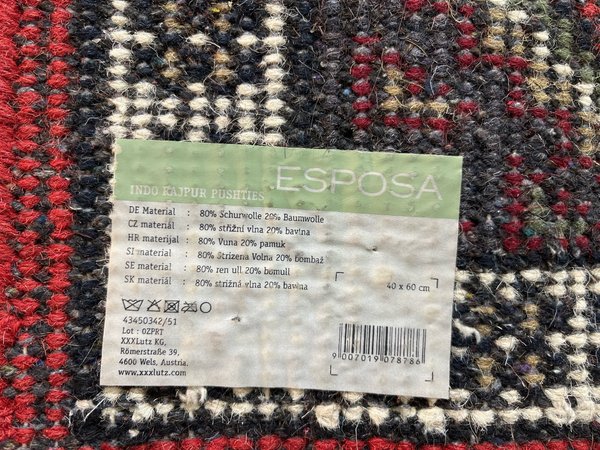 ESPOSA
INDO KAJPUR PUSHTIES
DE Material : 80% Schurwolle 20% Baumwolle
CZ materiál : 80% střižní vlna 20% bavlna
HR materijal : 80% Vuna 20% pamuk
SI material : 80% Strizena Volna 20% bombaž
SE material : 80% ren ull 20% bomull
SK materiál : 80% strižná vlna 20% bavlna
40 x 60 cm
43450342/51
Lot : OZPRT
XXXLutz KG,
Römerstraße 39,
4600 Wels, Austria.
www.xxxlutz.com
9 007019 078786